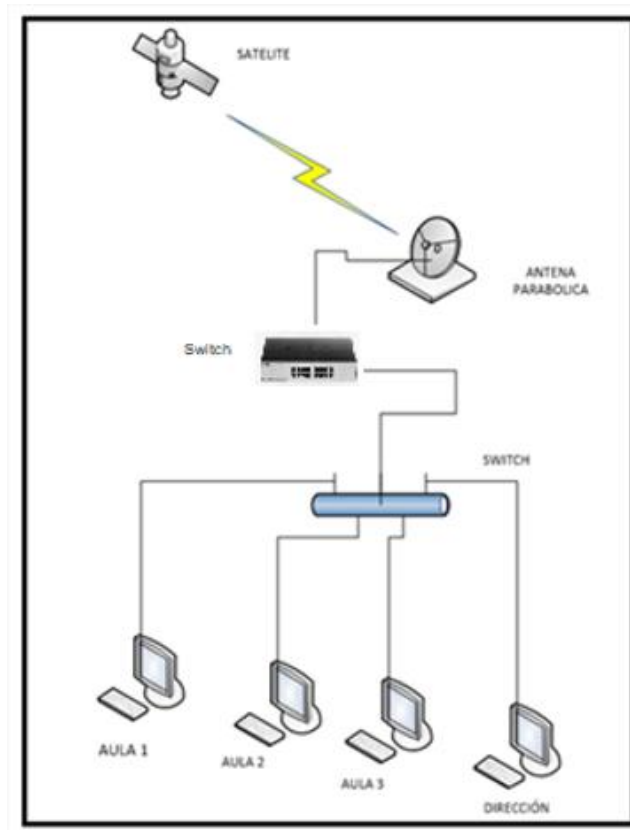 SATELITE
ANTENA
PARABOLICA
Switch
SWITCH
AULA 1
AULA 2
AULA 3
DIRECCIÓN